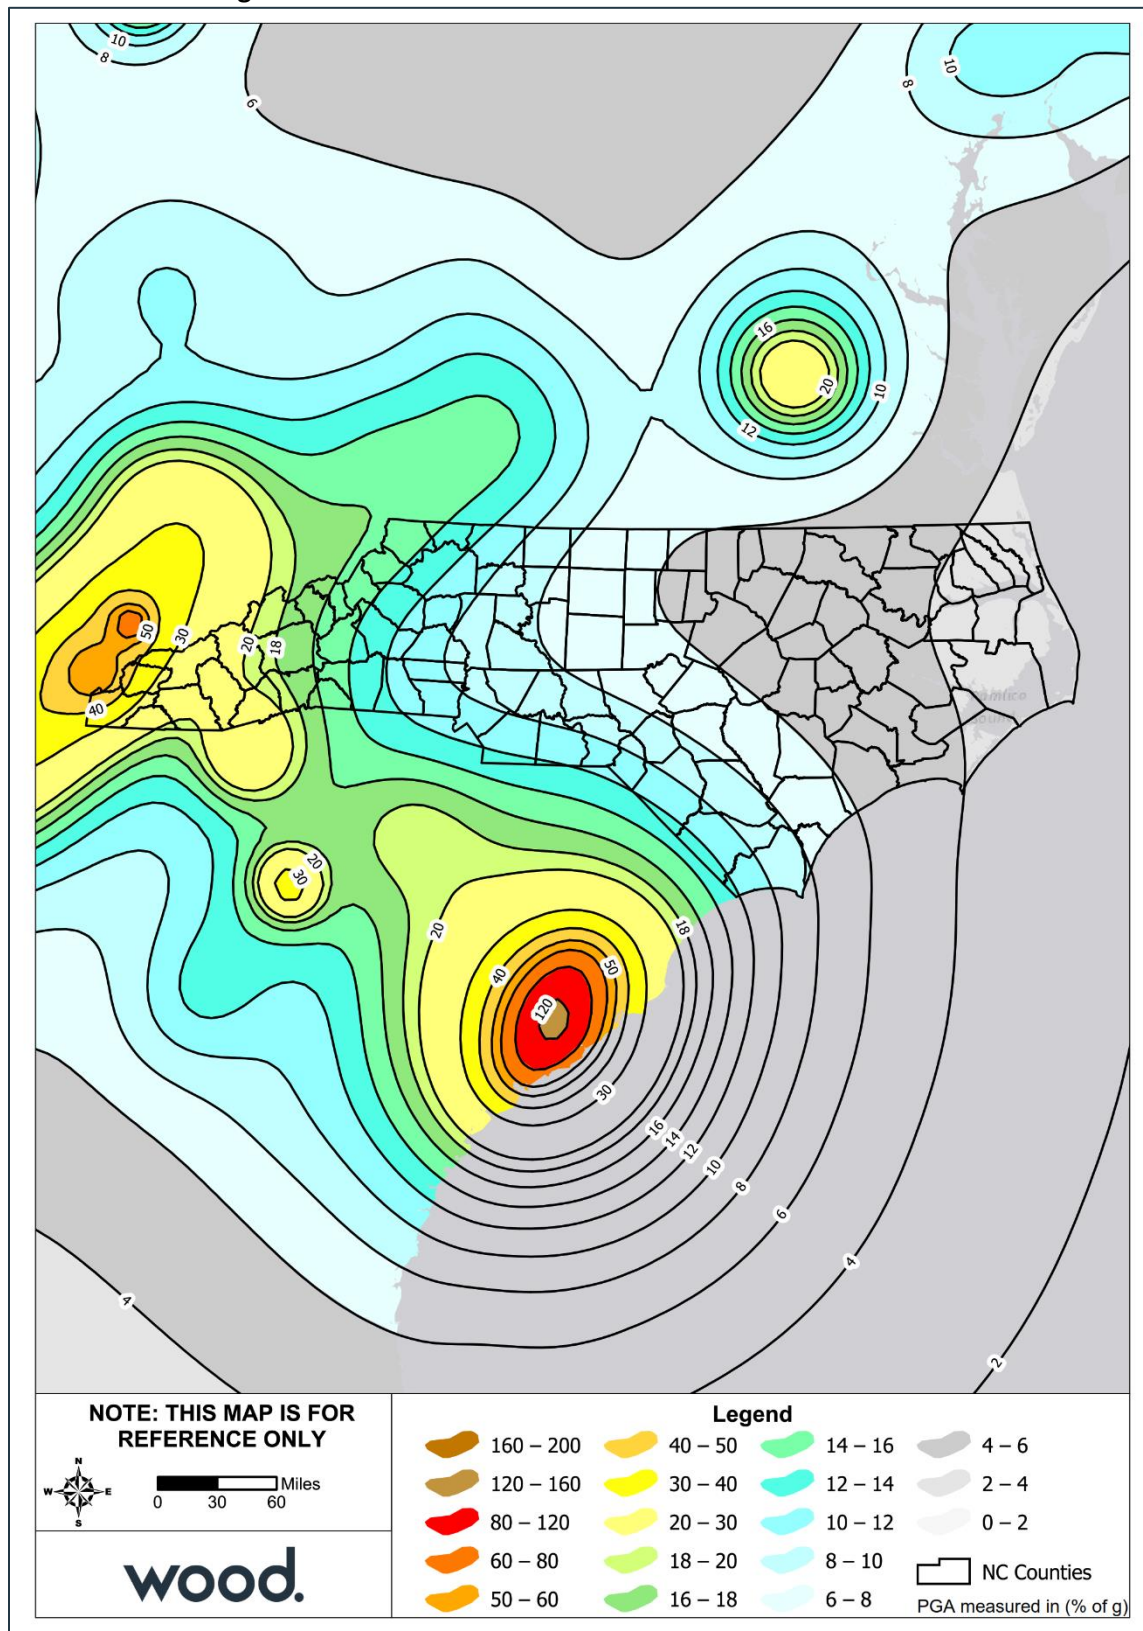 10
8
6
8
10
16
20
10
12
50
30
20
18
40
Pamlico
Sound
20
30
20
18
40
50
120
30
16
14
12
10
8
6
4
4
2
NOTE: THIS MAP IS FOR
REFERENCE ONLY
N
W E
S
0 30 60 Miles
wood.
Legend
160 – 200
120 – 160
80 – 120
60 – 80
50 – 60
40 – 50
30 – 40
20 – 30
18 – 20
16 – 18
14 – 16
12 – 14
10 – 12
8 – 10
6 – 8
4 – 6
2 – 4
0 – 2
NC Counties
PGA measured in (% of g)